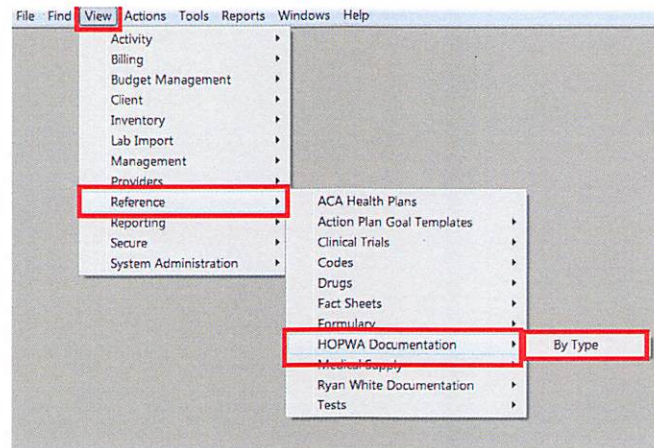 File Find View Actions Tools Reports Windows Help
Activity
Billing
Budget Management
Client
Inventory
Lab Import
Management
Providers
Reference
Reporting
Secure
System Administration
ACA Health Plans
Action Plan Goal Templates
Clinical Trials
Codes
Drugs
Fact Sheets
Formulary
HOPWA Documentation
By Type
Medical Supply
Ryan White Documentation
Tests